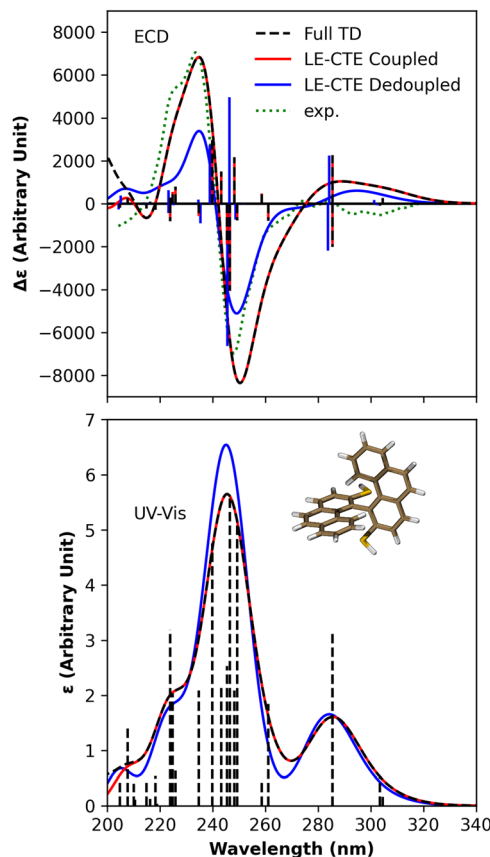 ECD
Full TD
LE-CTE Coupled
LE-CTE Dedoupled
exp.
8000
6000
4000
2000
0
−2000
−4000
−6000
−8000
Δε (Arbitrary Unit)
UV-Vis
7
6
5
4
3
2
1
0
ε (Arbitrary Unit)
200 220 240 260 280 300 320 340
Wavelength (nm)